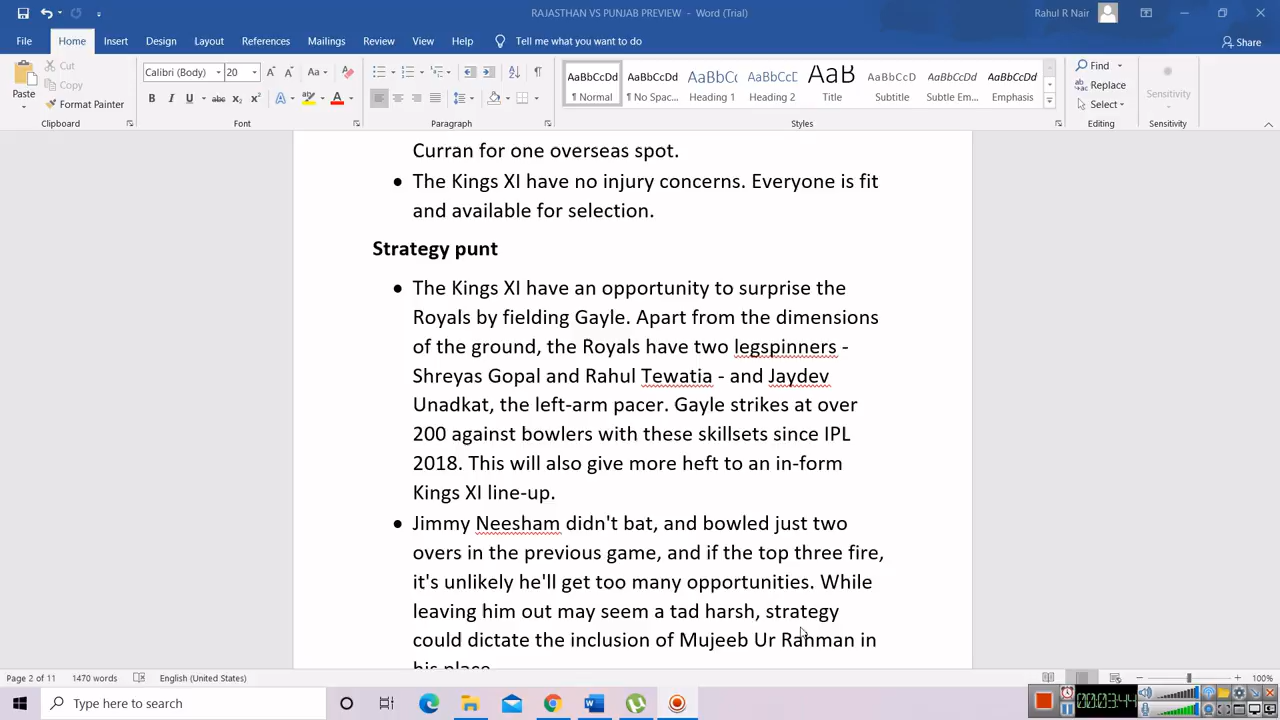 RAJASTHAN VS PUNJAB PREVIEW - Word (Trial)
Rahul R Nair
File Home Insert Design Layout References Mailings Review View Help Tell me what you want to do Share
Paste
Cut
Copy
Format Painter
Calibri (Body) 20
AaBbCcDd AaBbCcDd AaBbCc AaBbCcD AaB AaBbCcD AaBbCcDd AaBbCcDd
¶ Normal ¶ No Spac... Heading 1 Heading 2 Title Subtitle Subtle Em... Emphasis
Find
Replace
Select
Sensitivity
Clipboard Font Paragraph Styles Editing Sensitivity
Curran for one overseas spot.
• The Kings XI have no injury concerns. Everyone is fit
and available for selection.
Strategy punt
• The Kings XI have an opportunity to surprise the
Royals by fielding Gayle. Apart from the dimensions
of the ground, the Royals have two legspinners -
Shreyas Gopal and Rahul Tewatia - and Jaydev
Unadkat, the left-arm pacer. Gayle strikes at over
200 against bowlers with these skillsets since IPL
2018. This will also give more heft to an in-form
Kings XI line-up.
• Jimmy Neesham didn't bat, and bowled just two
overs in the previous game, and if the top three fire,
it's unlikely he'll get too many opportunities. While
leaving him out may seem a tad harsh, strategy
could dictate the inclusion of Mujeeb Ur Rahman in
his place.
Page 2 of 11 1470 words English (United States) 100%
Type here to search
00:03:44